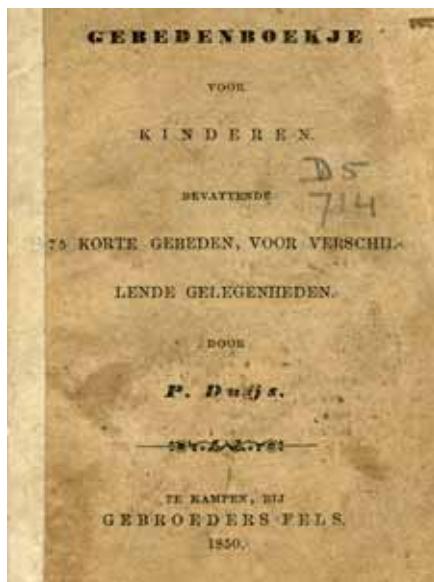 GEBEDENBOEKJE
VOOR
KINDEREN.
D5
714
BEVATTENDE
75 KORTE GEBEDEN, VOOR VERSCHIL-
LENDE GELEGENHEDEN.
DOOR
P. Duijs.
TE KAMPEN, BIJ
GEBROEDERS FELS.
1850.